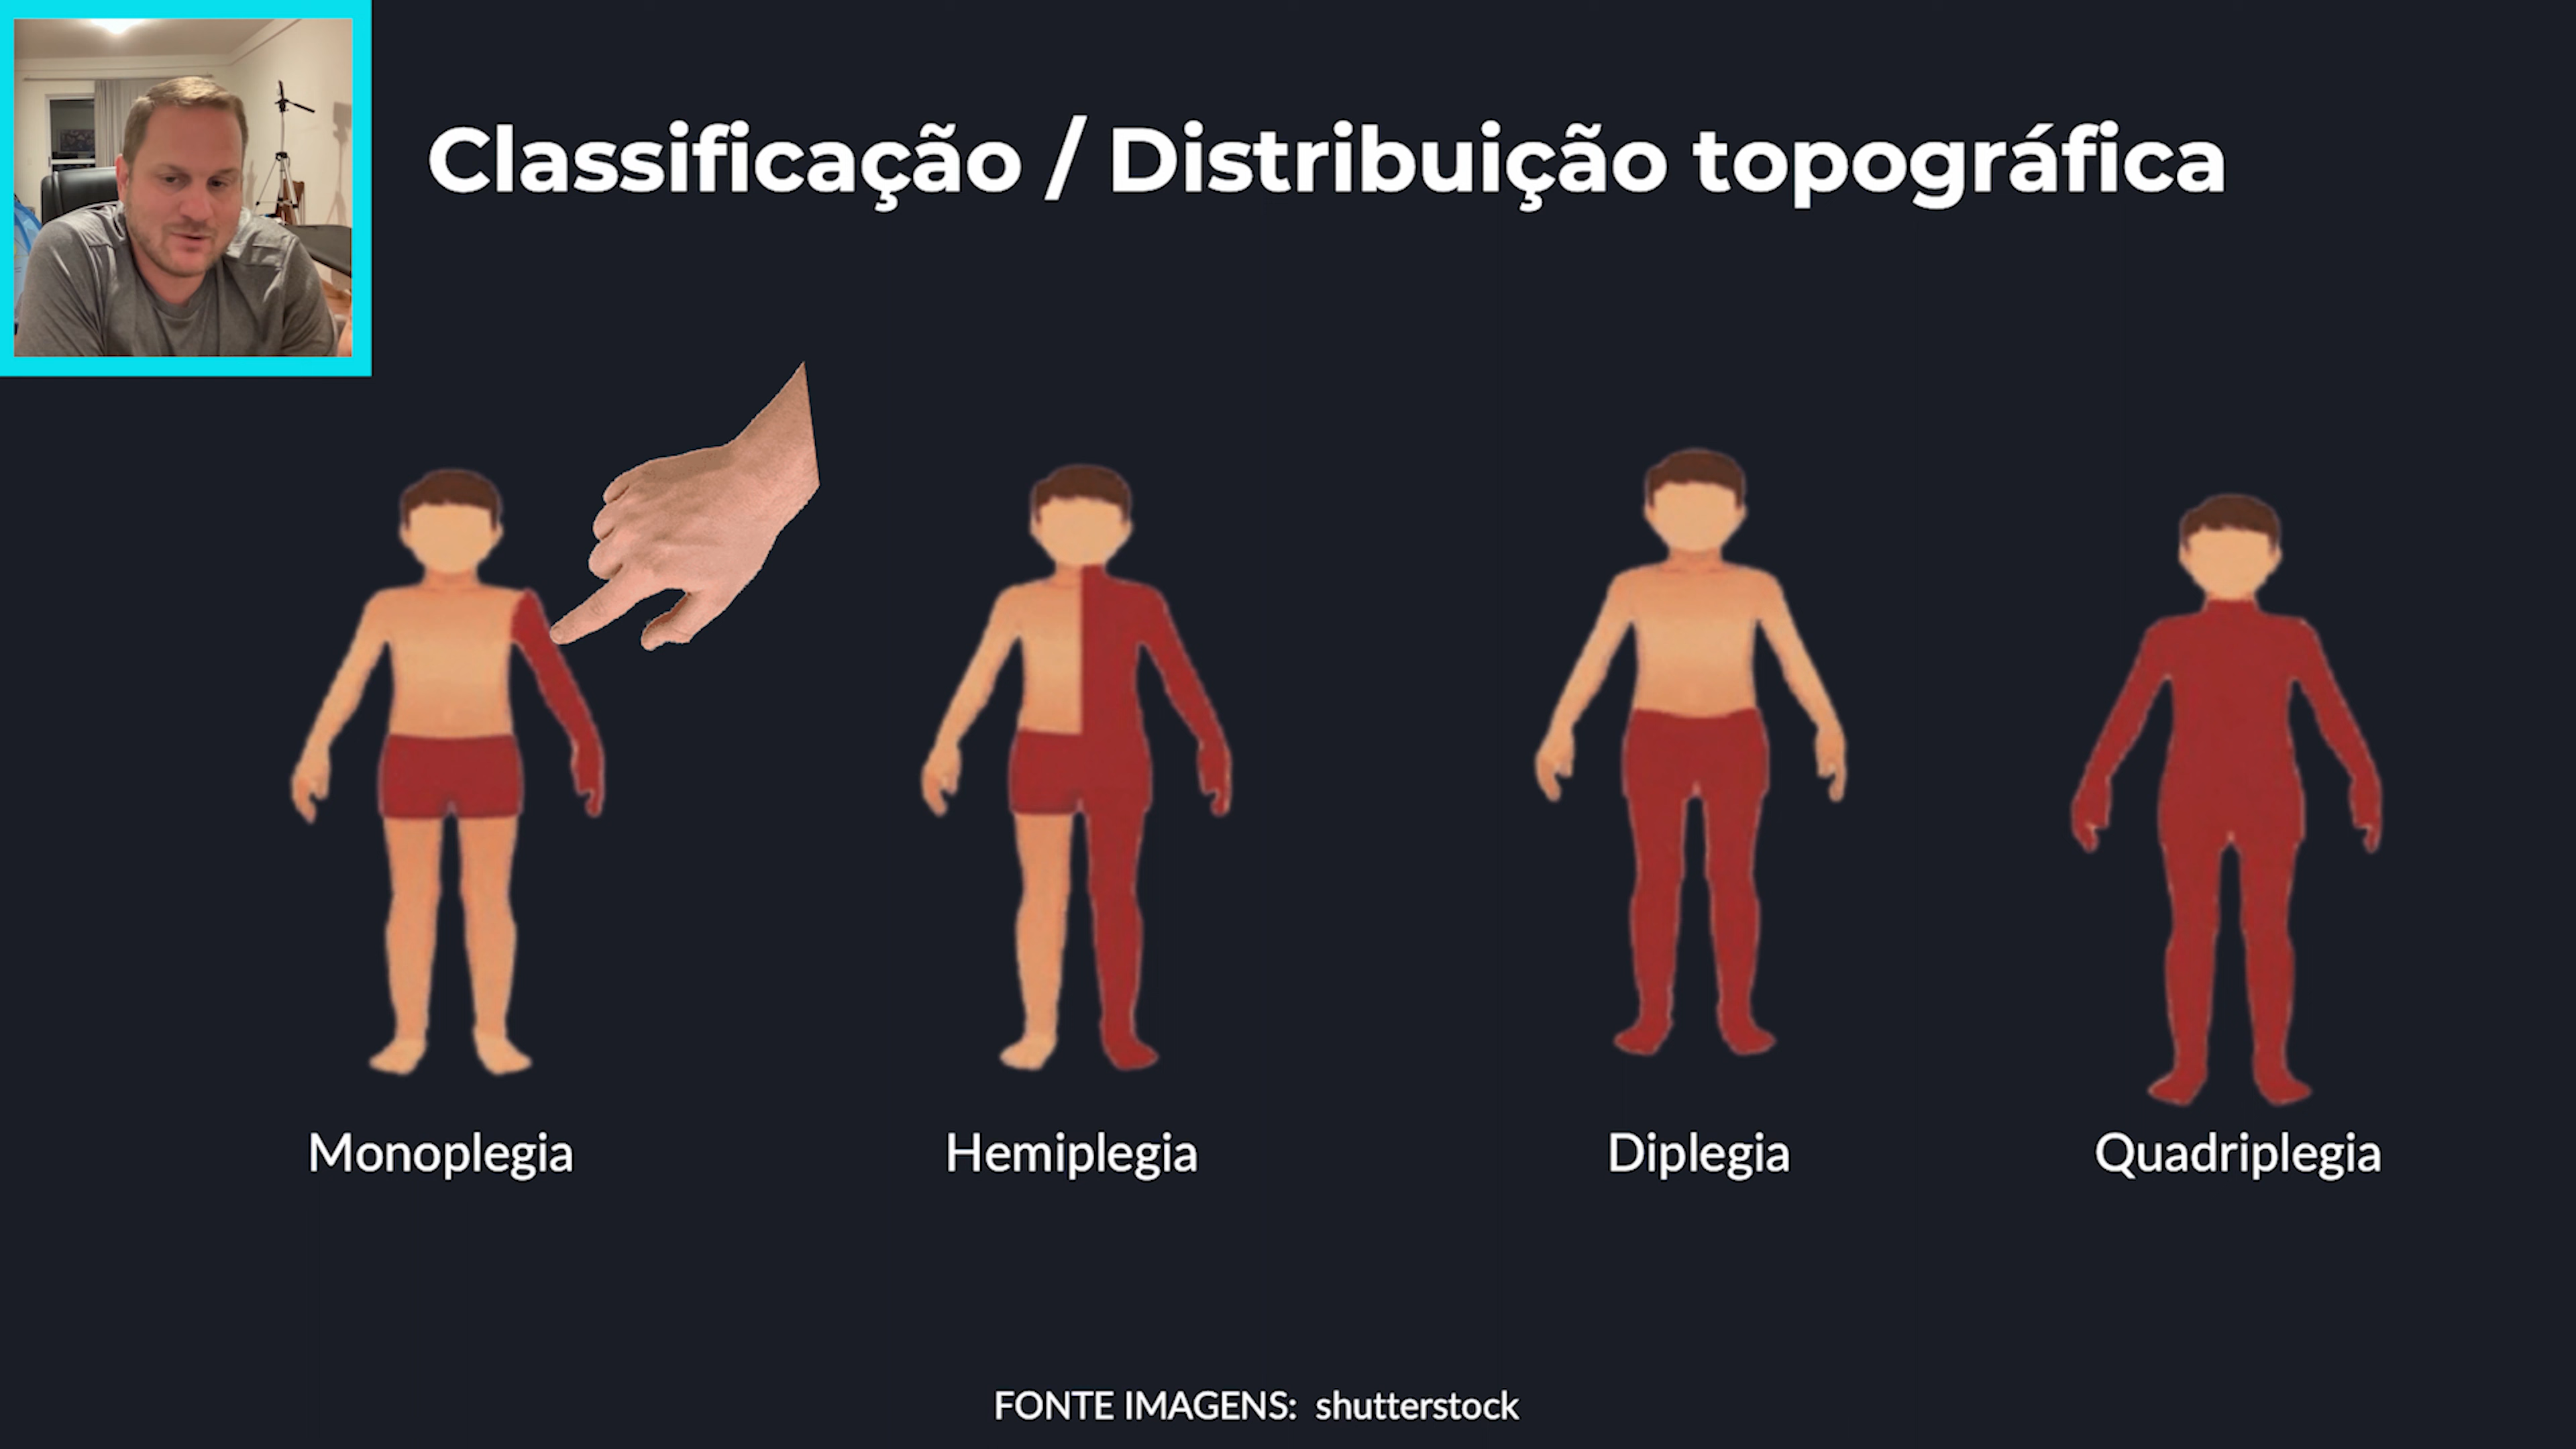 Classificação / Distribuição topográfica
Monoplegia
Hemiplegia
Diplegia
Quadriplegia
FONTE IMAGENS: shutterstock